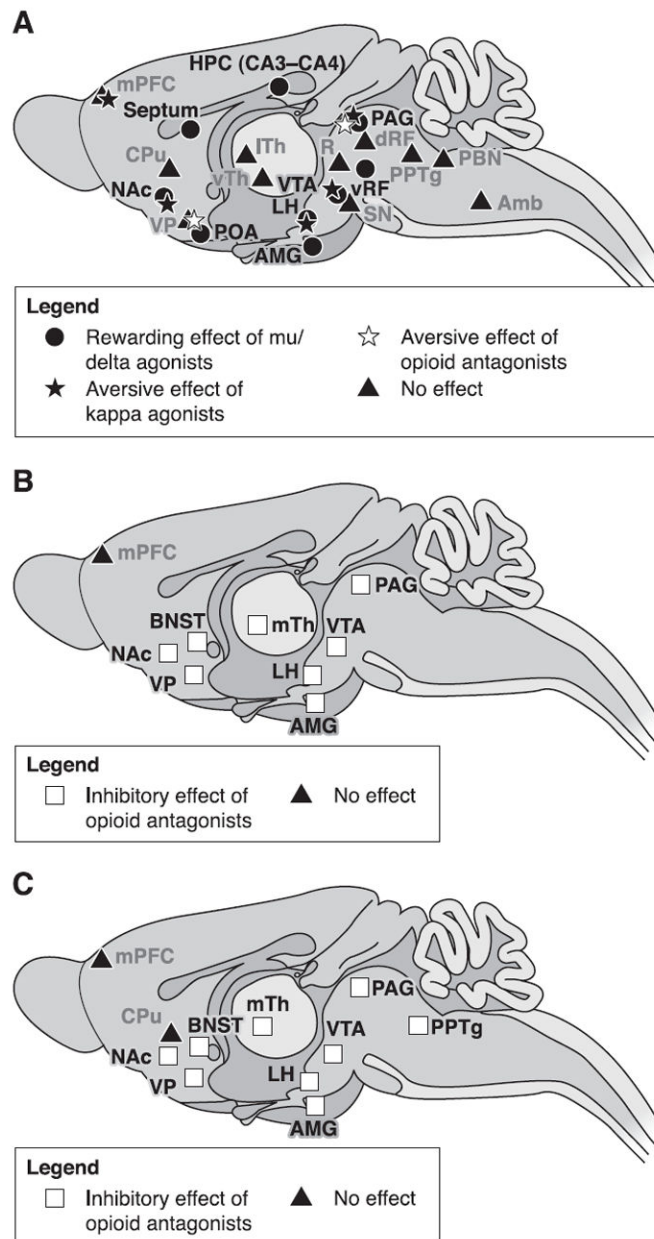 A
HPC (CA3–CA4)
mPFC
Septum
PAG
CPu
lTh
R
dRF
PBN
NAc
vTh
VTA
vRF
PPTg
LH
SN
Amb
VP
POA
AMG
Legend
Rewarding effect of mu/
delta agonists
Aversive effect of
kappa agonists
Aversive effect of
opioid antagonists
No effect
B
mPFC
PAG
BNST
mTh
VTA
NAc
VP
LH
AMG
Legend
Inhibitory effect of
opioid antagonists
No effect
C
mPFC
PAG
CPu
mTh
BNST
VTA
PPTg
NAc
VP
LH
AMG
Legend
Inhibitory effect of
opioid antagonists
No effect